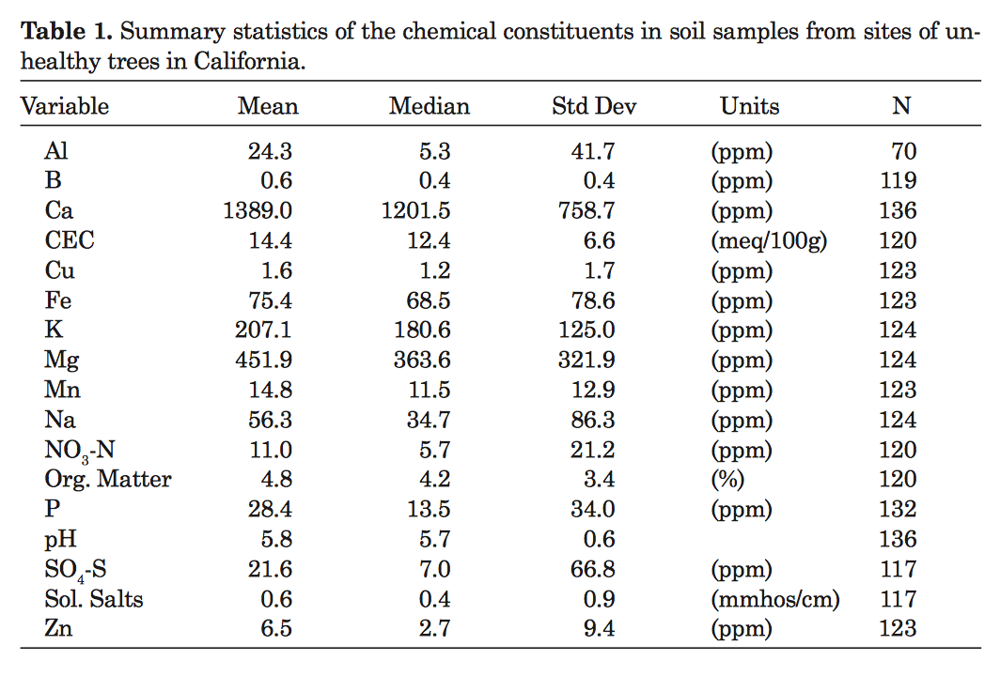 Table 1. Summary statistics of the chemical constituents in soil samples from sites of un-
healthy trees in California.
Variable Mean Median Std Dev Units N
Al 24.3 5.3 41.7 (ppm) 70
B 0.6 0.4 0.4 (ppm) 119
Ca 1389.0 1201.5 758.7 (ppm) 136
CEC 14.4 12.4 6.6 (meq/100g) 120
Cu 1.6 1.2 1.7 (ppm) 123
Fe 75.4 68.5 78.6 (ppm) 123
K 207.1 180.6 125.0 (ppm) 124
Mg 451.9 363.6 321.9 (ppm) 124
Mn 14.8 11.5 12.9 (ppm) 123
Na 56.3 34.7 86.3 (ppm) 124
NO₃-N 11.0 5.7 21.2 (ppm) 120
Org. Matter 4.8 4.2 3.4 (%) 120
P 28.4 13.5 34.0 (ppm) 132
pH 5.8 5.7 0.6 136
SO₄-S 21.6 7.0 66.8 (ppm) 117
Sol. Salts 0.6 0.4 0.9 (mmhos/cm) 117
Zn 6.5 2.7 9.4 (ppm) 123